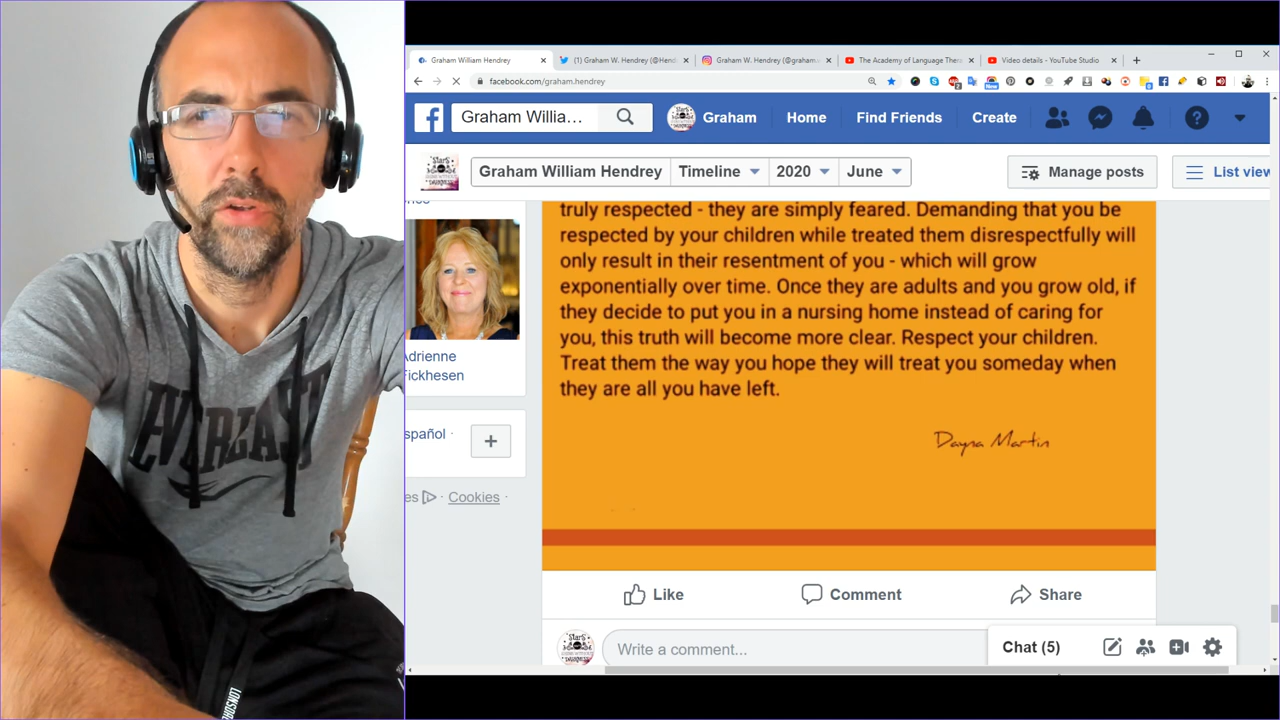 Graham William Hendrey
(1) Graham W. Hendrey (@Hend
Graham W. Hendrey (@graham.
The Academy of Language Thera
Video details - YouTube Studio
facebook.com/graham.hendrey
Graham Willia...
Graham
Home
Find Friends
Create
Graham William Hendrey
Timeline
2020
June
Manage posts
List view
truly respected - they are simply feared. Demanding that you be
respected by your children while treated them disrespectfully will
only result in their resentment of you - which will grow
exponentially over time. Once they are adults and you grow old, if
they decide to put you in a nursing home instead of caring for
you, this truth will become more clear. Respect your children.
Treat them the way you hope they will treat you someday when
they are all you have left.
Dayna Martin
Adrienne
Fickhesen
spañol ·
es · Cookies ·
Like
Comment
Share
Write a comment...
Chat (5)
EVERLAST
LONSDA